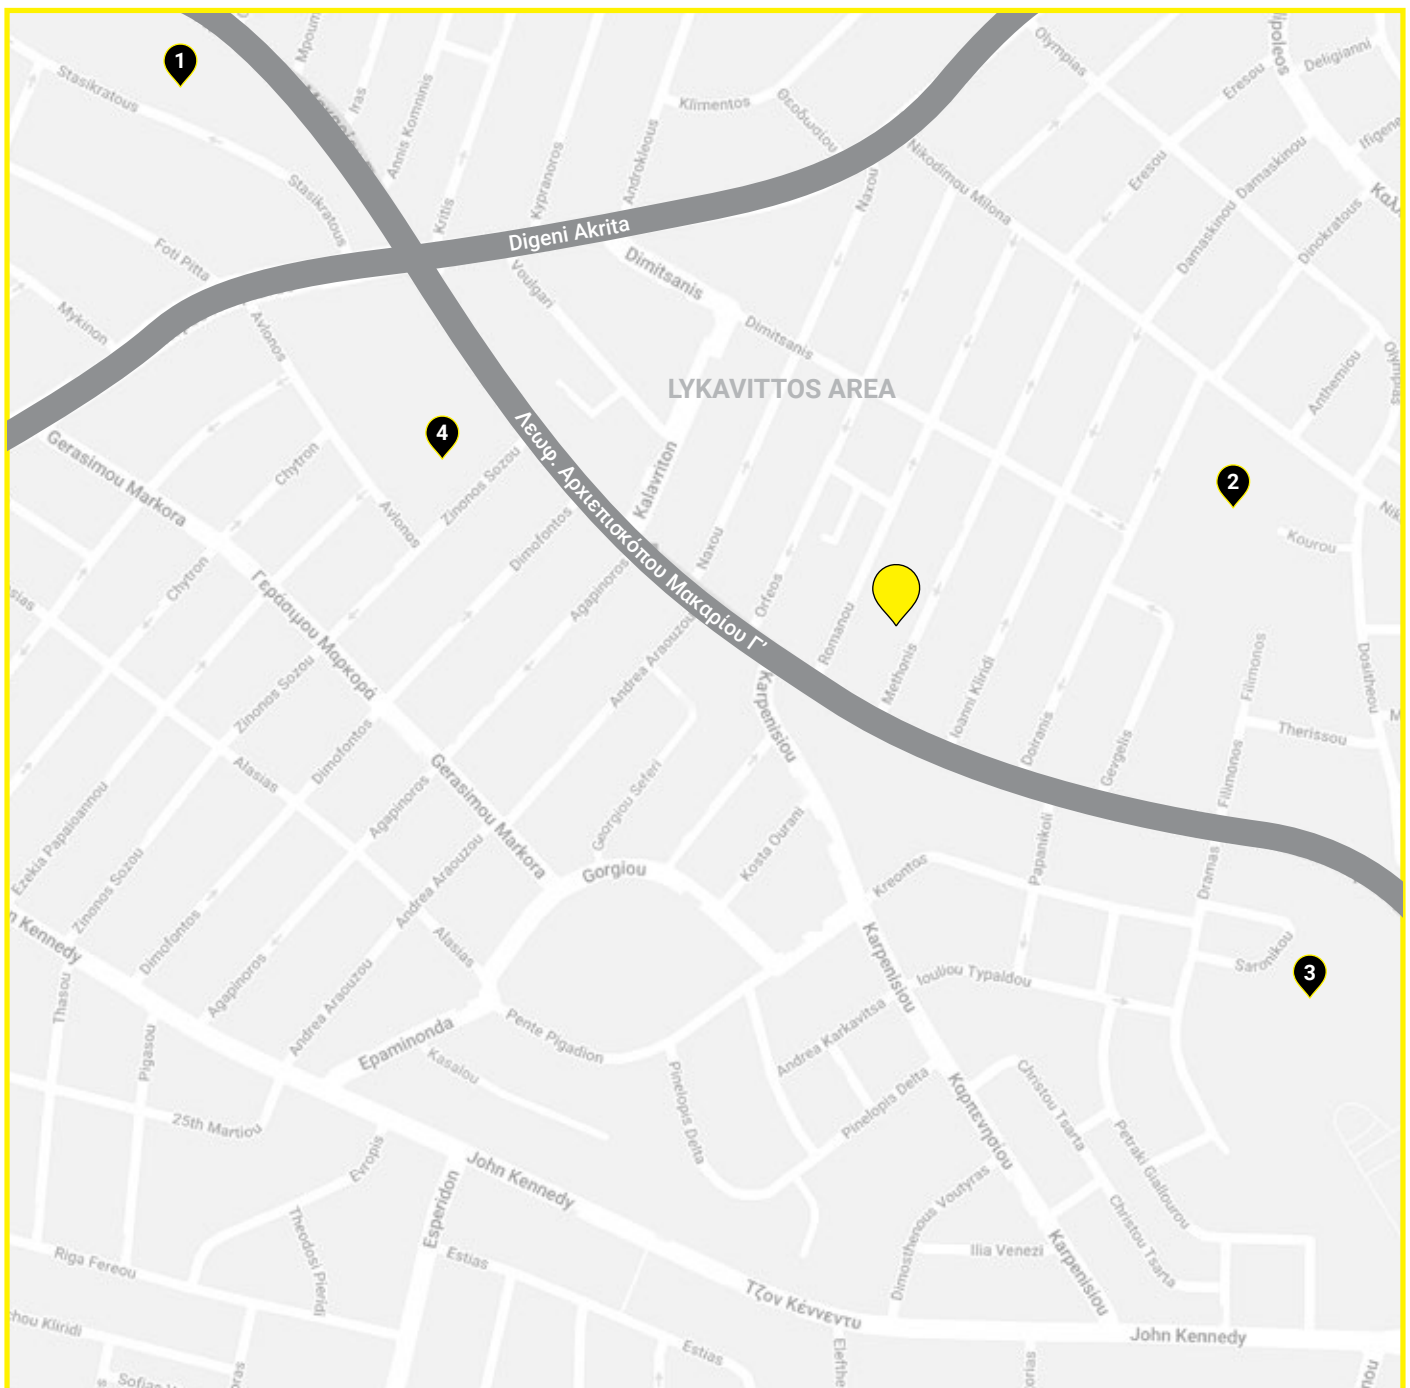 1
Stasikratous
Iras
Annis Komninis
Kritis
Stasikratous
Foti Pitta
Mykinon
Avlonos
Kypranoros
Androkleous
Klimentos
Θεοδωσίου
Olympias
Eresou
Deligianni
Nikodimou Milona
Eresou
Damaskinou
Damaskinou
Dinokratous
Naxou
Digeni Akrita
Voulgari
Dimitsanis
Dimitsanis
LYKAVITTOS AREA
Anthemiou
Olympias
4
2
Λεωφ. Αρχιεπισκόπου Μακαρίου Γ'
Gerasimou Markora
Chytron
Zinonos Sozou
Avlonos
Kalavriton
Dimofontos
Naxou
Kourou
Chytron
Agapinoros
Orfeos
Γεράσιμου Μαρκορά
Andrea Araouzou
Romanou
Methonis
Ioanni Kliridi
Filimonos
Dositheou
Zinonos Sozou
Karpenisiou
Doiranis
Gevgelis
Therissou
Dimofontos
Alasias
Gerasimou Markora
Agapinoros
Georgiou Seferi
Filimonos
Ezekia Papaioannou
Zinonos Sozou
Andrea Araouzou
Gorgiou
Kosta Ourani
Kreontos
Papanikoli
Dramas
Kennedy
Dimofontos
Alasias
Agapinoros
Andrea Araouzou
Karpenisiou
Saronikou
3
Iouliou Typaldou
Thasou
Pigasou
Epaminonda
Pente Pigadion
Kasalou
Andrea Karkavitsa
Pinelopis Delta
Pinelopis Delta
Καρπενησίου
Christou Tsarta
Petraki Giallourou
25th Martiou
Evropis
John Kennedy
Esperidon
Dimosthenous Voutyras
Christou Tsarta
Theodosi Pieridi
Estias
Ilia Venezi
Karpenisiou
Riga Fereou
Τζον Κέννεντυ
John Kennedy
Kliridi
Estias